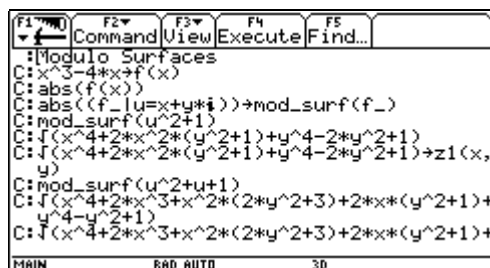 F1 F2▾ F3▾ F4 F5
Command View Execute Find...
:Modulo Surfaces
C:x^3-4*x→f(x)
C:abs(f(x))
C:abs((f_|u=x+y*i))→mod_surf(f_)
C:mod_surf(u^2+1)
C:√(x^4+2*x^2*(y^2+1)+y^4-2*y^2+1)
C:√(x^4+2*x^2*(y^2+1)+y^4-2*y^2+1)→z1(x,
y)
C:mod_surf(u^2+u+1)
C:√(x^4+2*x^3+x^2*(2*y^2+3)+2*x*(y^2+1)+
y^4-y^2+1)
C:√(x^4+2*x^3+x^2*(2*y^2+3)+2*x*(y^2+1)+
MAIN RAD AUTO 3D